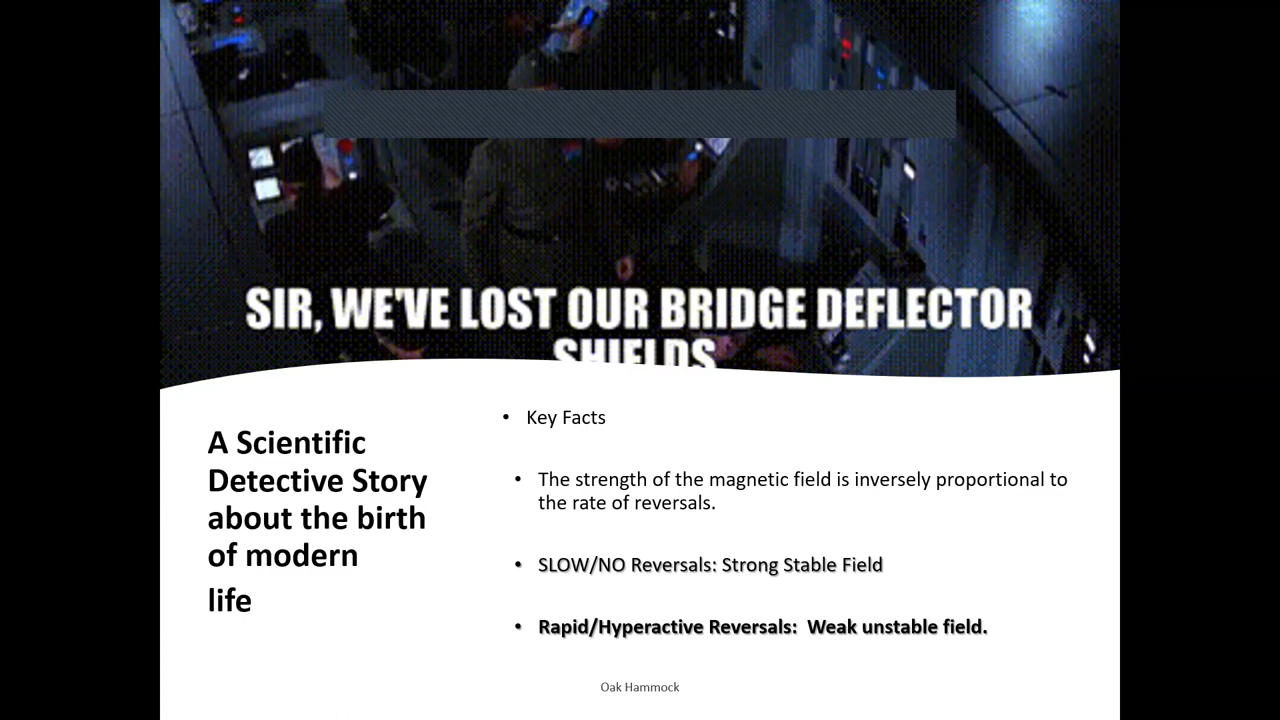 SIR, WE'VE LOST OUR BRIDGE DEFLECTOR
SHIELDS
A Scientific
Detective Story
about the birth
of modern
life
• Key Facts
• The strength of the magnetic field is inversely proportional to
the rate of reversals.
• SLOW/NO Reversals: Strong Stable Field
• Rapid/Hyperactive Reversals: Weak unstable field.
Oak Hammock